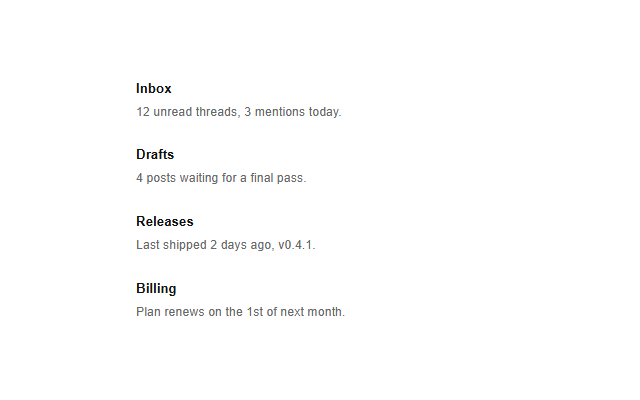 Inbox
12 unread threads, 3 mentions today.
Drafts
4 posts waiting for a final pass.
Releases
Last shipped 2 days ago, v0.4.1.
Billing
Plan renews on the 1st of next month.